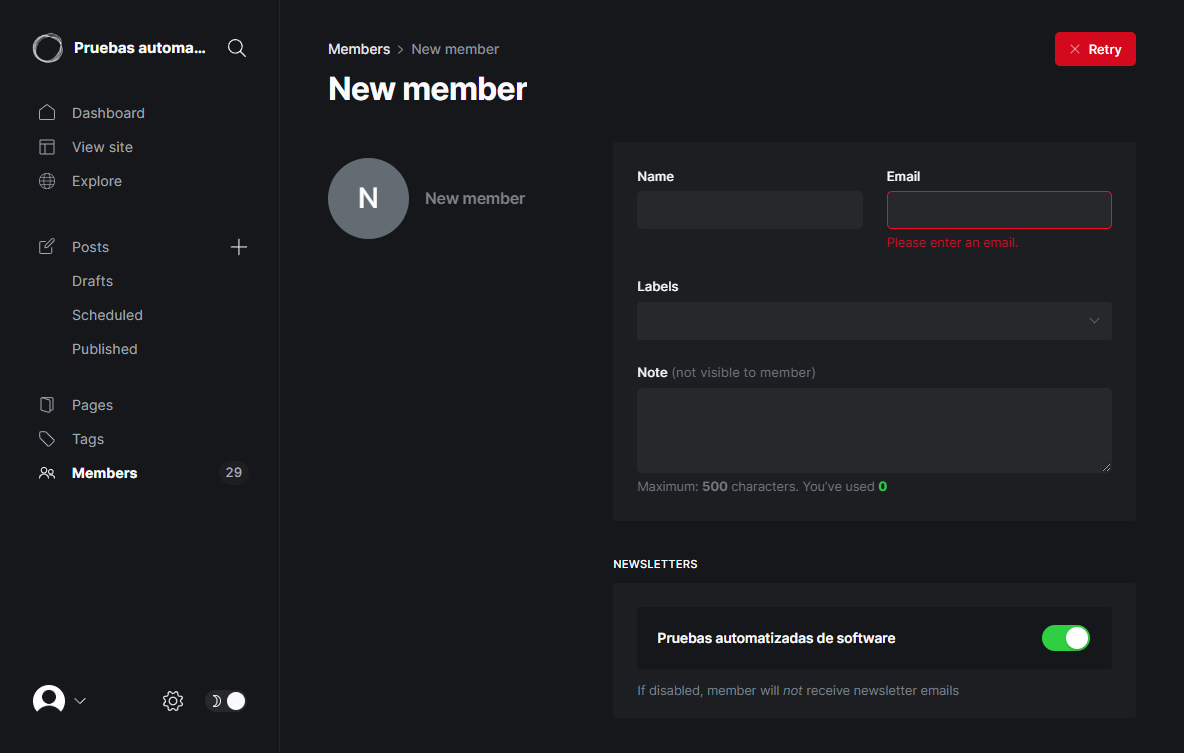 Pruebas automa...
Dashboard
View site
Explore
Posts
Drafts
Scheduled
Published
Pages
Tags
Members 29
Members > New member
Retry
New member
N New member
Name Email
Please enter an email.
Labels
Note (not visible to member)
Maximum: 500 characters. You've used 0
NEWSLETTERS
Pruebas automatizadas de software
If disabled, member will not receive newsletter emails